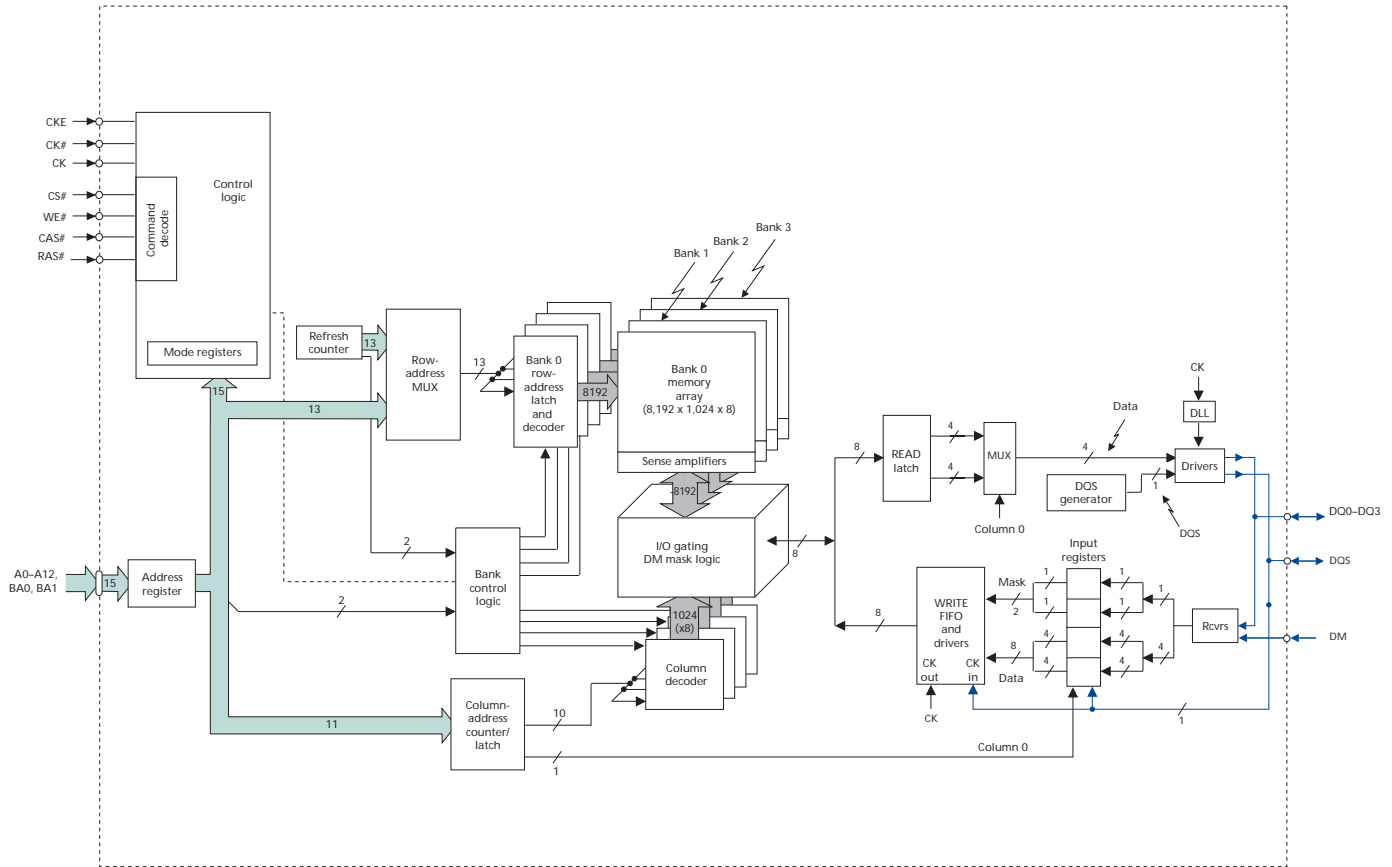 CKE
CK#
CK
CS#
WE#
CAS#
RAS#
Command
decode
Control
logic
Mode registers
15
Refresh
counter
13
13
Row-
address
MUX
13
Bank 0
row-
address
latch
and
decoder
8192
Bank 1
Bank 2
Bank 3
Bank 0
memory
array
(8,192 x 1,024 x 8)
Sense amplifiers
8192
I/O gating
DM mask logic
8
A0–A12,
BA0, BA1
15
Address
register
2
2
Bank
control
logic
1024
(x8)
Column
decoder
11
Column-
address
counter/
latch
10
1
Column 0
8
READ
latch
4
4
MUX
Column 0
Data
4
DQS
generator
1
DQS
CK
DLL
Drivers
DQ0–DQ3
DQS
DM
Input
registers
8
WRITE
FIFO
and
drivers
CK
out
CK
in
CK
Mask
2
8
Data
1
1
4
4
1
1
4
4
1
4
Rcvrs
1